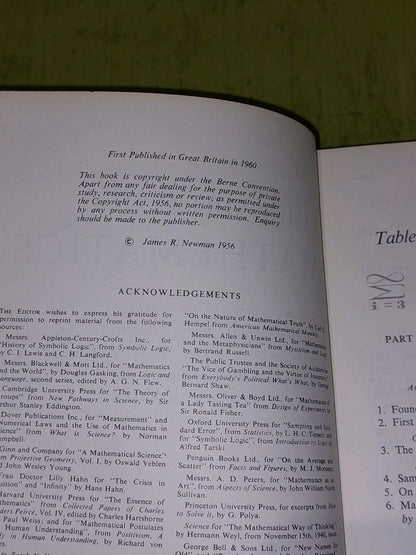 First Published in Great Britain in 1960
This book is copyright under the Berne Convention.
Apart from any fair dealing for the purpose of private
study, research, criticism or review, as permitted under
the Copyright Act, 1956, no portion may be reproduced
by any process without written permission. Enquiry
should be made to the publisher.
© James R. Newman 1956
ACKNOWLEDGEMENTS
THE EDITOR wishes to express his gratitude for
permission to reprint material from the following
sources:
Messrs. Appleton-Century-Crofts Inc., for
"History of Symbolic Logic", from Symbolic Logic,
by C. I. Lewis and C. H. Langford.
Messrs. Blackwell & Mott Ltd., for "Mathematics
and the World", by Douglas Gasking, from Logic and
Language, second series, edited by A. G. N. Flew.
Cambridge University Press for "The Theory of
Groups" from New Pathways in Science, by Sir
Arthur Stanley Eddington.
Dover Publications Inc., for "Measurement" and
Numerical Laws and the Use of Mathematics in
Science" from What is Science? by Norman
Campbell.
Ginn and Company for "A Mathematical Science"
from Projective Geometry, Vol. I, by Oswald Veblen
and John Wesley Young.
Frau Doctor Lilly Hahn for "The Crisis in
Intuition" and "Infinity" by Hans Hahn.
Harvard University Press for "The Essence of
Mathematics" from Collected Papers of Charles
Sanders Peirce, Vol. IV, edited by Charles Hartshorne
Paul Weiss; and for "Mathematical Postulates
Human Understanding", from Positivism, A
in Human Understanding, by Richard von
"On the Nature of Mathematical Truth", by Carl
Hempel from American Mathematical Monthly.
Messrs. Allen & Unwin Ltd., for "Mathematics
and the Metaphysicians" from Mysticism and Logic
by Bertrand Russell.
The Public Trustee and the Society of Authors for
"The Vice of Gambling and the Virtue of Insurance"
from Everybody's Political What's What, by George
Bernard Shaw.
Messrs. Oliver & Boyd Ltd., for "Mathematics of
a Lady Tasting Tea" from Design of Experiments by
Sir Ronald Fisher.
Oxford University Press for "Sampling and Stan-
dard Error", from Statistics, by L. H. C. Tippett, and
for "Symbolic Logic", from Introduction to Logic by
Alfred Tarski.
Penguin Books Ltd., for "On the Average and
Scatter" from Facts and Figures, by M. J. Moroney.
Messrs. A. D. Peters, for "Mathematics as an
Art", from Aspects of Science, by John William Navin
Sullivan.
Princeton University Press, for excerpts from How
to Solve it, by G. Polya.
Science for "The Mathematical Way of Thinking"
by Hermann Weyl, from November 15th, 1940, issue.
George Bell & Sons Ltd., for "New Names for
Table
i = 3
PART
1. Foun
2. First
3. The
4. Sam
5. On
6. Ma
by